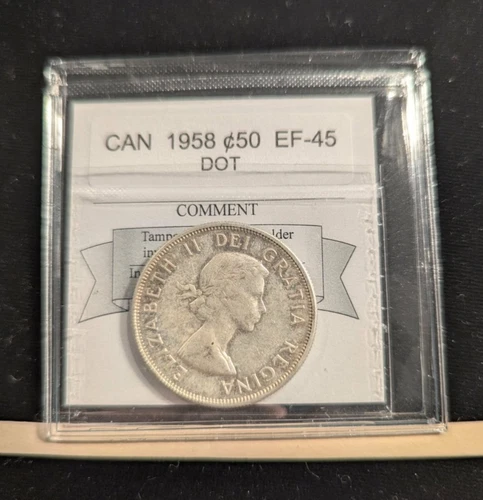 CAN 1958 ¢50 EF-45
DOT
COMMENT
ELIZABETH II DEI GRATIA REGINA